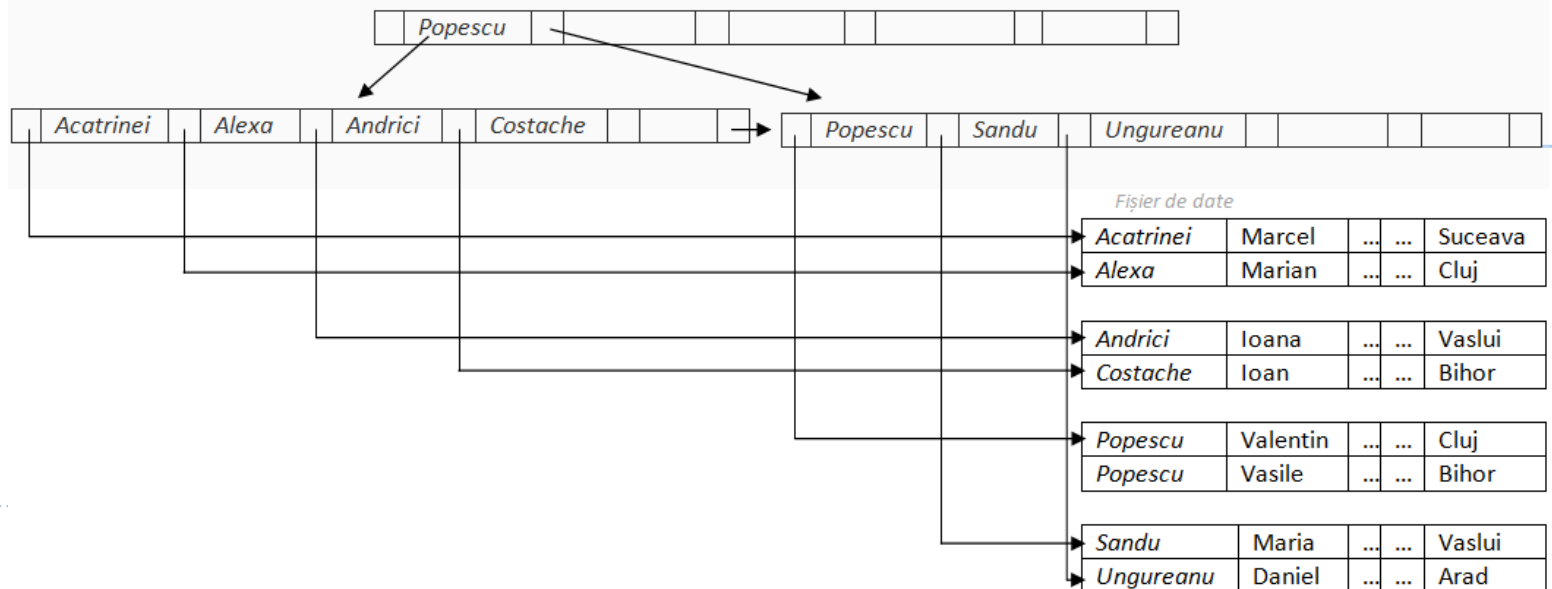 Popescu
Acatrinei Alexa Andrici Costache
Popescu Sandu Ungureanu
Fișier de date
Acatrinei Marcel ... ... Suceava
Alexa Marian ... ... Cluj
Andrici Ioana ... ... Vaslui
Costache Ioan ... ... Bihor
Popescu Valentin ... ... Cluj
Popescu Vasile ... ... Bihor
Sandu Maria ... ... Vaslui
Ungureanu Daniel ... ... Arad